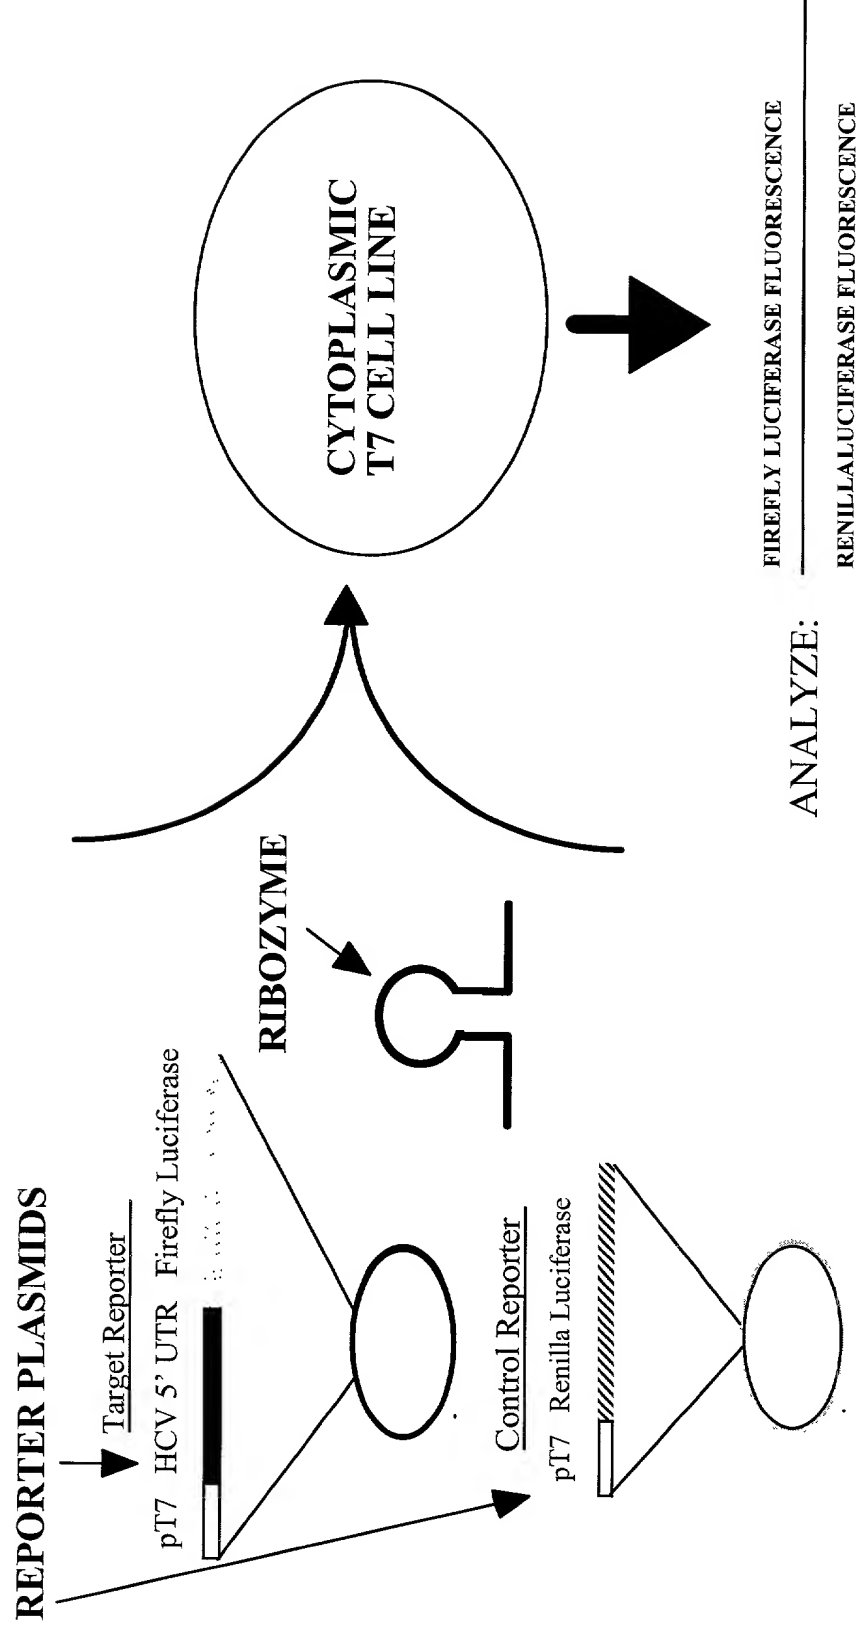 REPORTER PLASMIDS
Target Reporter
pT7 HCV 5’ UTR Firefly Luciferase
RIBOZYME
Control Reporter
pT7 Renilla Luciferase
CYTOPLASMIC
T7 CELL LINE
ANALYZE:
FIREFLY LUCIFERASE FLUORESCENCE
RENILLALUCIFERASE FLUORESCENCE